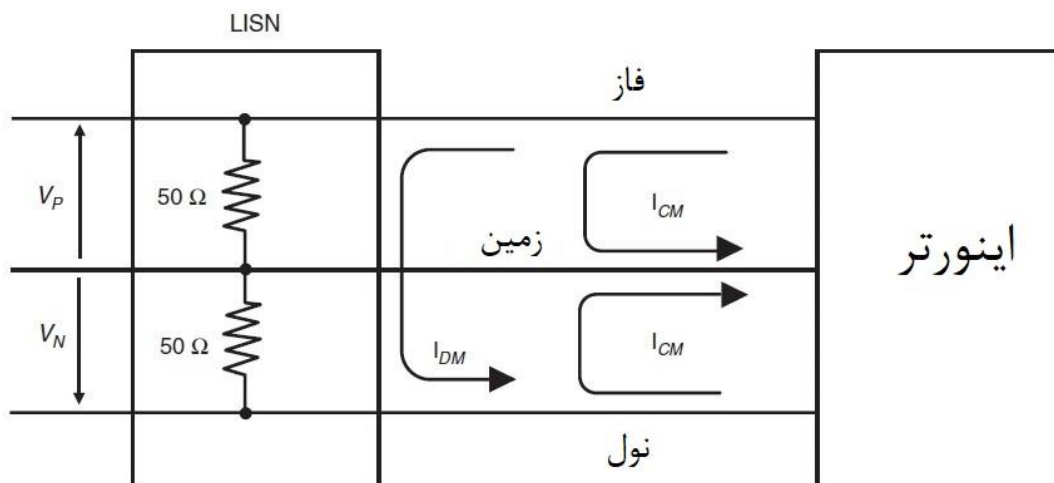 LISN
فاز
V_P
50 Ω
I_CM
زمین
اینورتر
V_N
50 Ω
I_DM
I_CM
نول